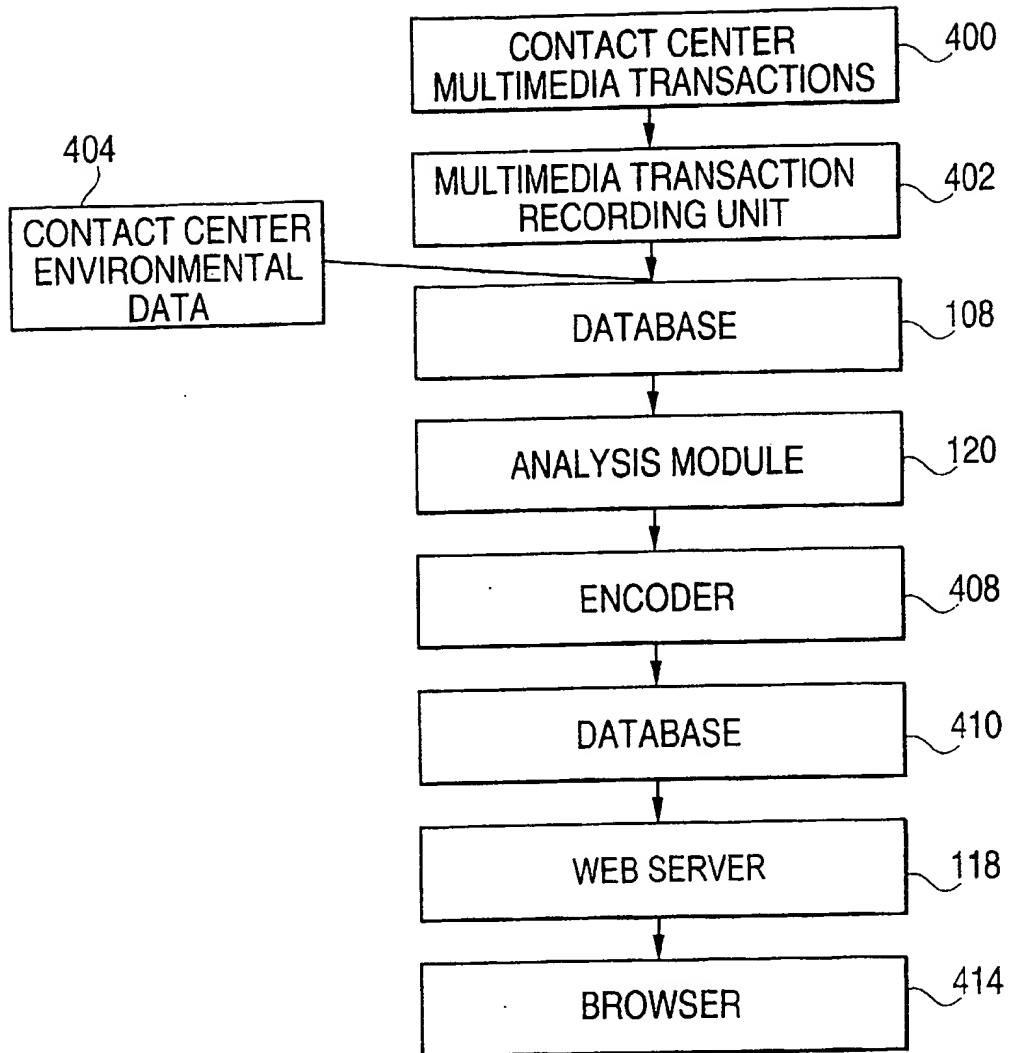 CONTACT CENTER
MULTIMEDIA TRANSACTIONS
400
404
MULTIMEDIA TRANSACTION
RECORDING UNIT
402
CONTACT CENTER
ENVIRONMENTAL
DATA
DATABASE
108
ANALYSIS MODULE
120
ENCODER
408
DATABASE
410
WEB SERVER
118
BROWSER
414